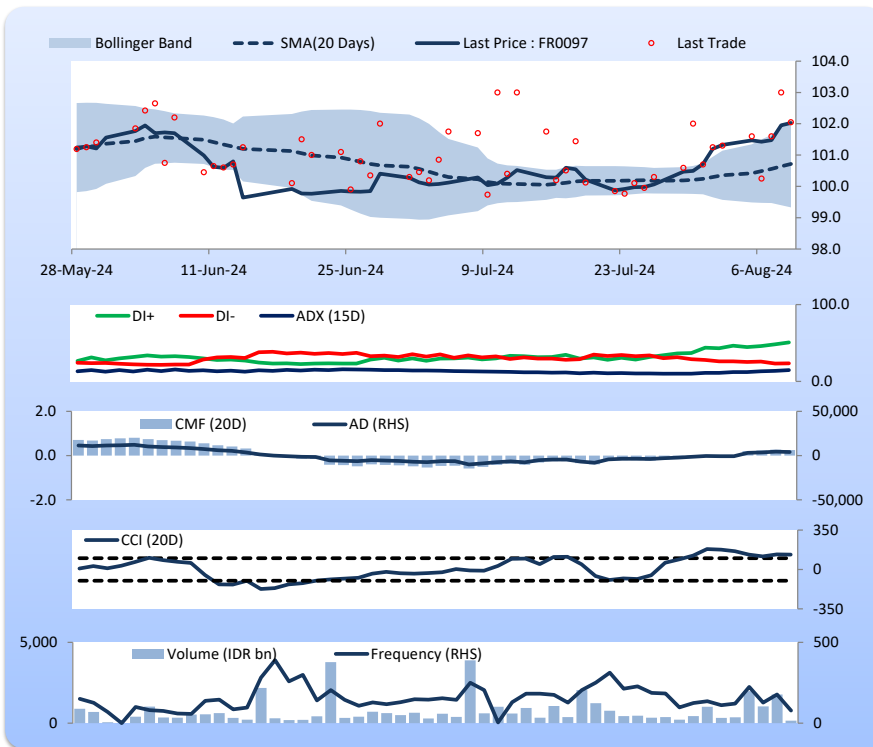 Bollinger Band SMA(20 Days) Last Price : FR0097 Last Trade
104.0
103.0
102.0
101.0
100.0
99.0
98.0
28-May-24 11-Jun-24 25-Jun-24 9-Jul-24 23-Jul-24 6-Aug-24
100.0
DI+ DI- ADX (15D)
0.0
2.0 50,000
CMF (20D) AD (RHS)
0.0 0
-2.0 -50,000
350
CCI (20D)
0
-350
5,000 500
Volume (IDR bn) Frequency (RHS)
0 0